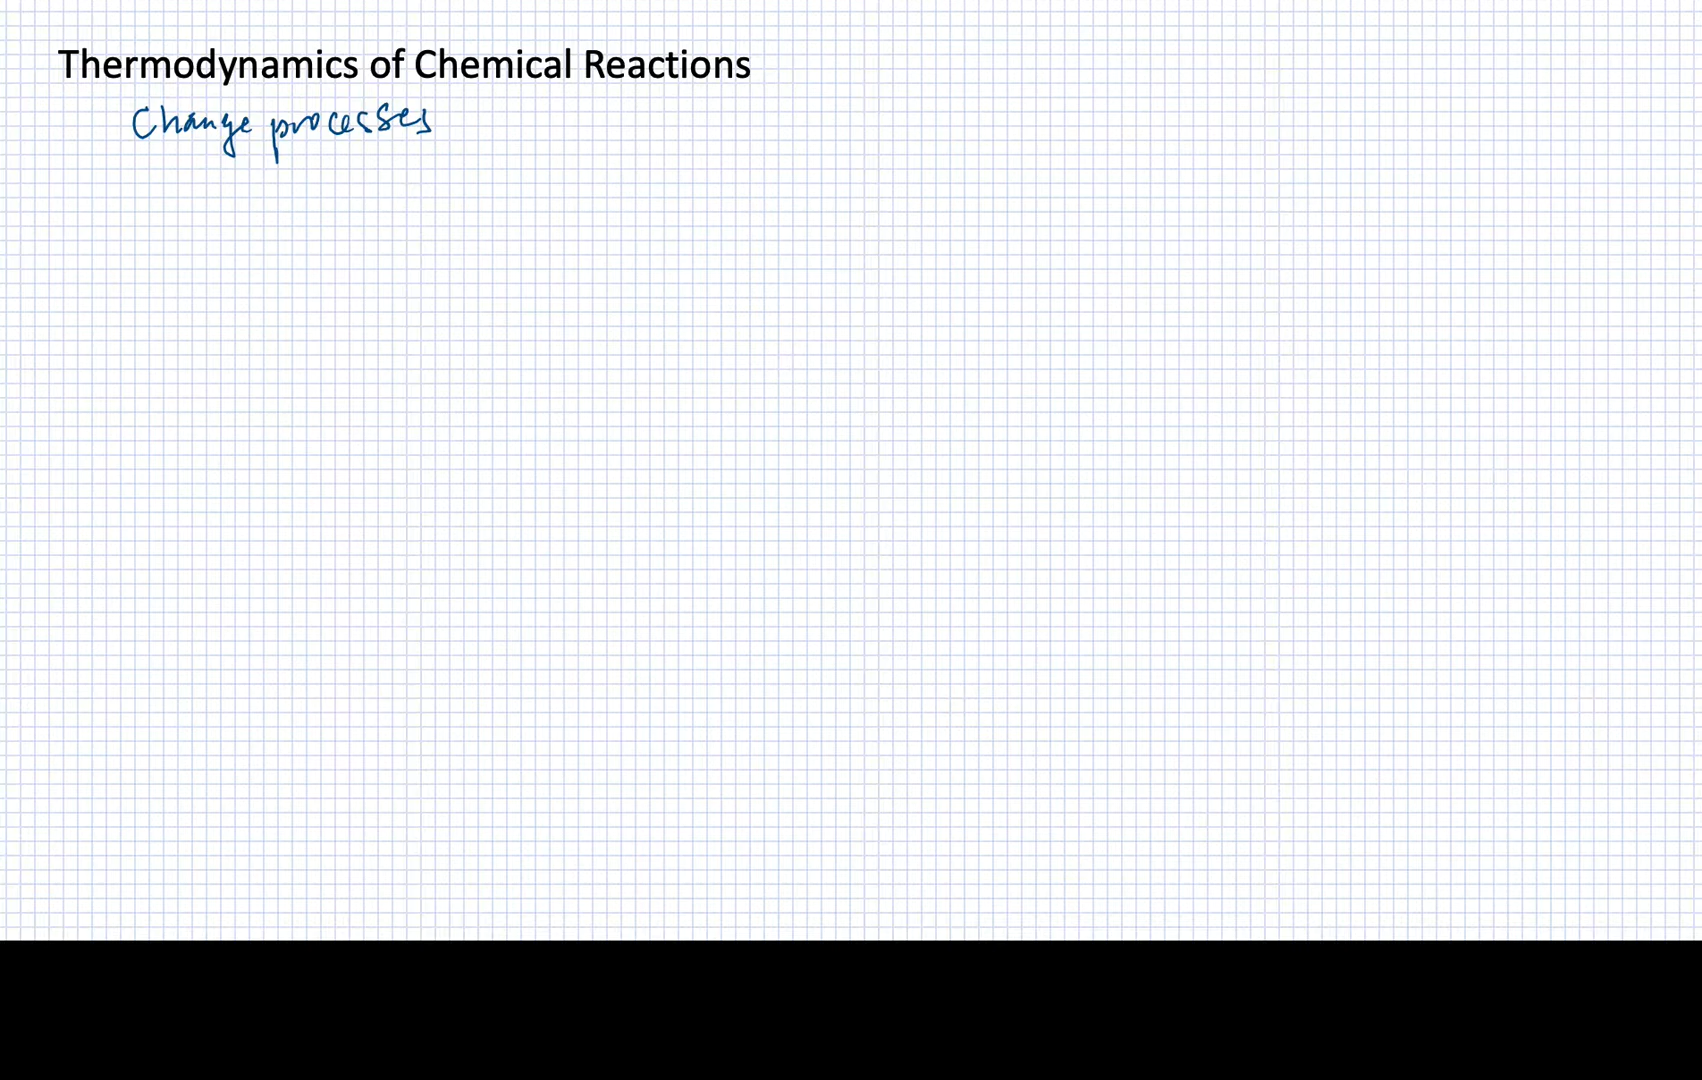 Thermodynamics of Chemical Reactions
Change processes